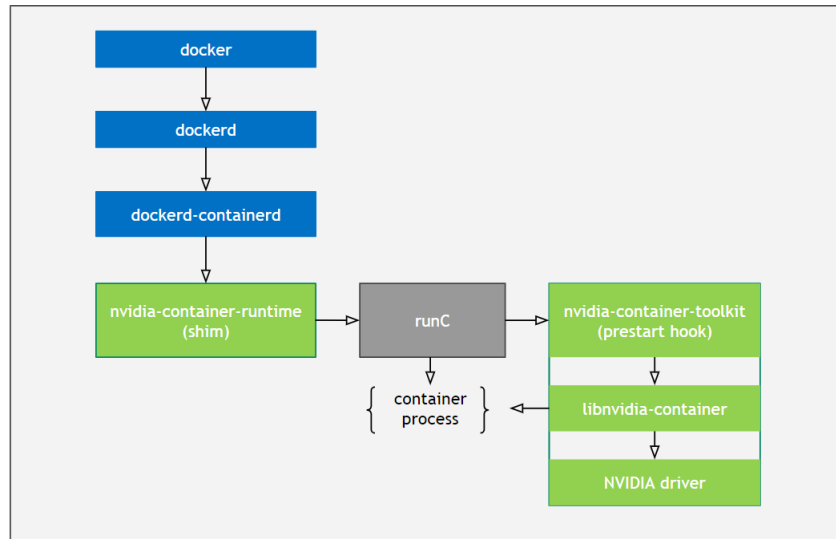 docker
dockerd
dockerd-containerd
nvidia-container-runtime
(shim)
runC
nvidia-container-toolkit
(prestart hook)
container
process
libnvidia-container
NVIDIA driver